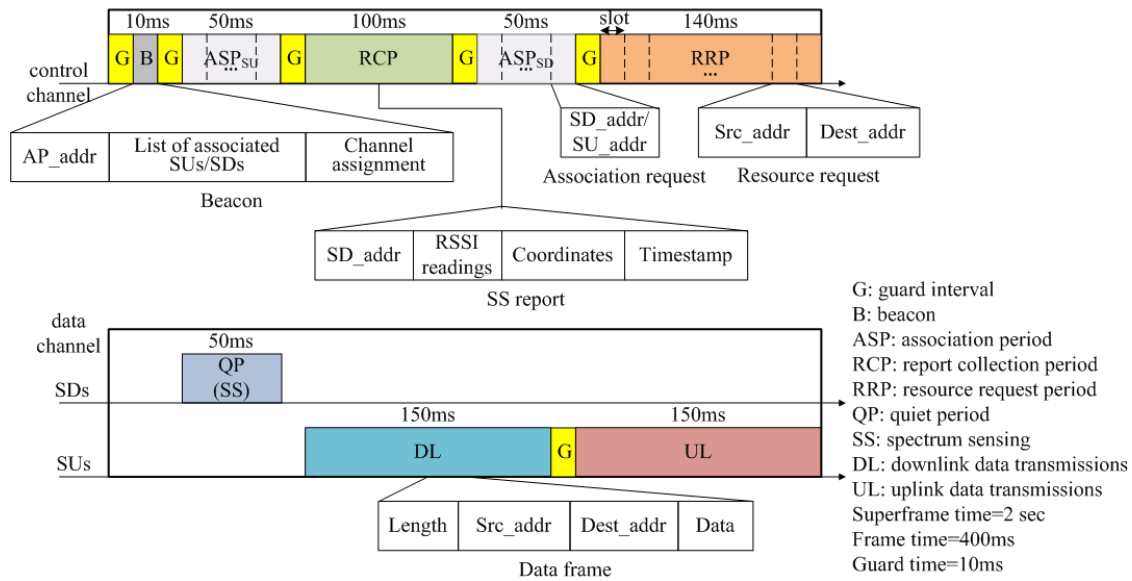 10ms 50ms 100ms 50ms slot 140ms
G B G ASP_SU ... G RCP G ASP_SD ... G RRP ...
control
channel
AP_addr
List of associated
SUs/SDs
Channel
assignment
Beacon
SD_addr/
SU_addr
Association request
Src_addr Dest_addr
Resource request
SD_addr
RSSI
readings
Coordinates Timestamp
SS report
data
channel
50ms
QP
(SS)
SDs
150ms 150ms
DL G UL
SUs
Length Src_addr Dest_addr Data
Data frame
G: guard interval
B: beacon
ASP: association period
RCP: report collection period
RRP: resource request period
QP: quiet period
SS: spectrum sensing
DL: downlink data transmissions
UL: uplink data transmissions
Superframe time=2 sec
Frame time=400ms
Guard time=10ms